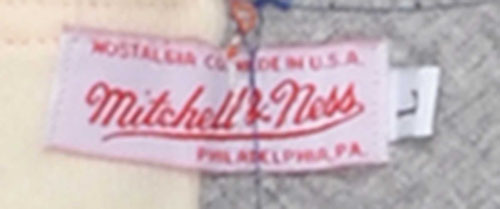 NOSTALGIA CO. MADE IN U.S.A.
Mitchell & Ness
PHILADELPHIA, PA.
L